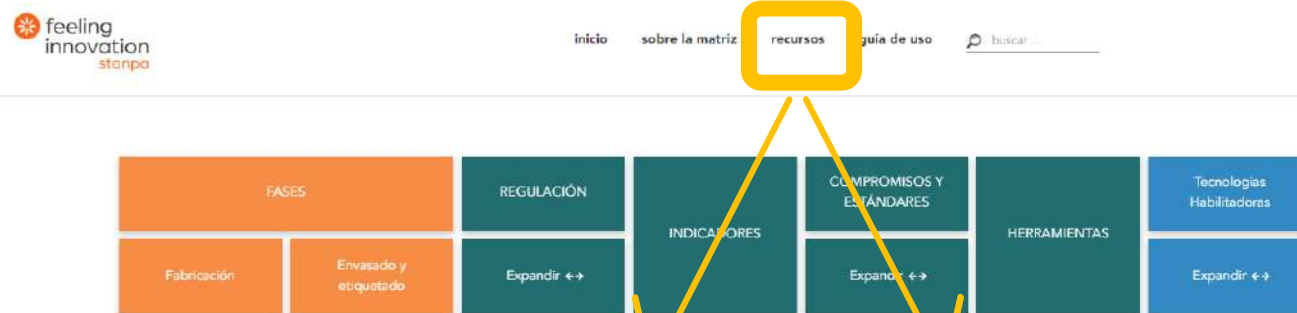 feeling
innovation
stanpa
inicio sobre la matriz recursos guía de uso buscar ...
FASES
REGULACIÓN
INDICADORES
COMPROMISOS Y
ESTÁNDARES
HERRAMIENTAS
Tecnologías
Habilitadoras
Fabricación
Envasado y
etiquetado
Expandir ←→
Expandir ←→
Expandir ←→